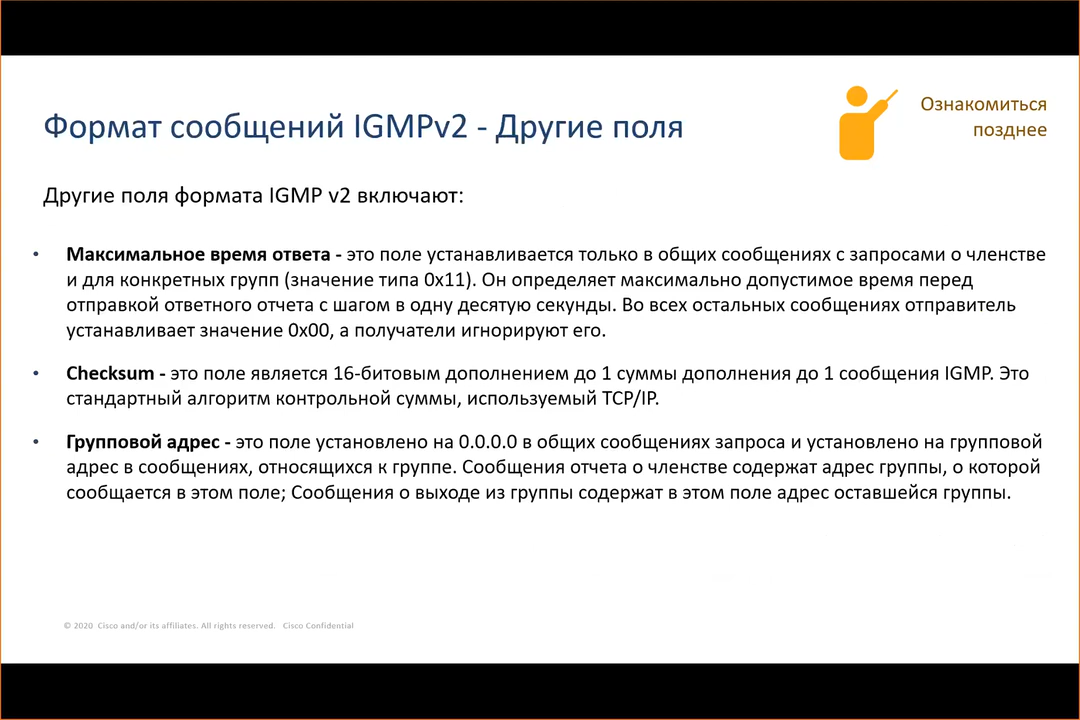 Ознакомиться
позднее
Формат сообщений IGMPv2 - Другие поля
Другие поля формата IGMP v2 включают:
• Максимальное время ответа - это поле устанавливается только в общих сообщениях с запросами о членстве
и для конкретных групп (значение типа 0x11). Он определяет максимально допустимое время перед
отправкой ответного отчета с шагом в одну десятую секунды. Во всех остальных сообщениях отправитель
устанавливает значение 0x00, а получатели игнорируют его.
• Checksum - это поле является 16-битовым дополнением до 1 суммы дополнения до 1 сообщения IGMP. Это
стандартный алгоритм контрольной суммы, используемый TCP/IP.
• Групповой адрес - это поле установлено на 0.0.0.0 в общих сообщениях запроса и установлено на групповой
адрес в сообщениях, относящихся к группе. Сообщения отчета о членстве содержат адрес группы, о которой
сообщается в этом поле; Сообщения о выходе из группы содержат в этом поле адрес оставшейся группы.
© 2020 Cisco and/or its affiliates. All rights reserved. Cisco Confidential